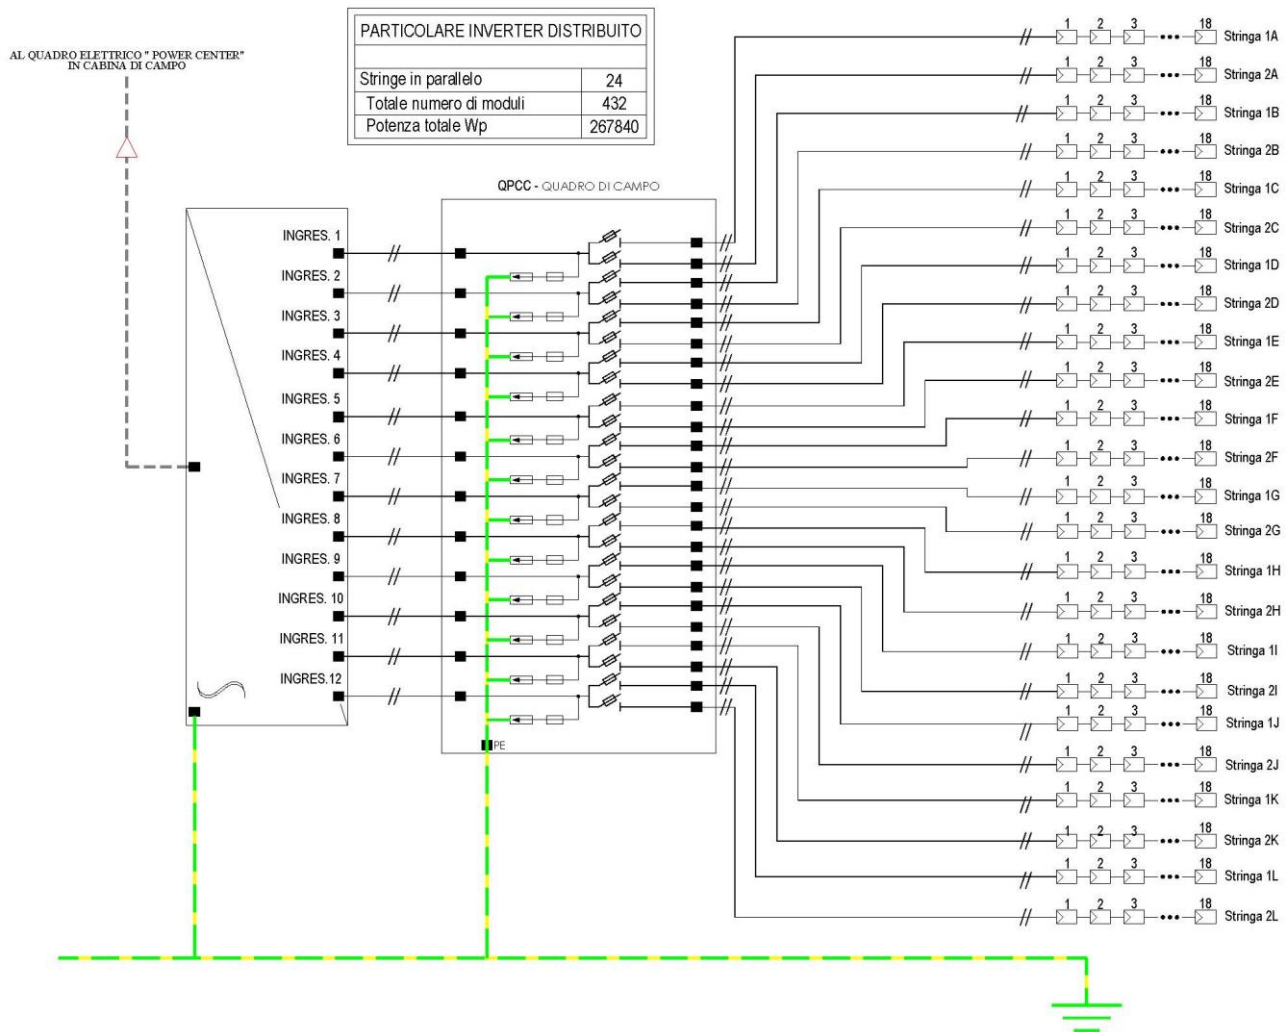 AL QUADRO ELETTRICO " POWER CENTER"
IN CABINA DI CAMPO
PARTICOLARE INVERTER DISTRIBUITO
Stringe in parallelo 24
Totale numero di moduli 432
Potenza totale Wp 267840
QPCC - QUADRO DI CAMPO
INGRES. 1
INGRES. 2
INGRES. 3
INGRES. 4
INGRES. 5
INGRES. 6
INGRES. 7
INGRES. 8
INGRES. 9
INGRES. 10
INGRES. 11
INGRES.12
PE
1 2 3 18 Stringa 1A
1 2 3 18 Stringa 2A
1 2 3 18 Stringa 1B
1 2 3 18 Stringa 2B
1 2 3 18 Stringa 1C
1 2 3 18 Stringa 2C
1 2 3 18 Stringa 1D
1 2 3 18 Stringa 2D
1 2 3 18 Stringa 1E
1 2 3 18 Stringa 2E
1 2 3 18 Stringa 1F
1 2 3 18 Stringa 2F
1 2 3 18 Stringa 1G
1 2 3 18 Stringa 2G
1 2 3 18 Stringa 1H
1 2 3 18 Stringa 2H
1 2 3 18 Stringa 1I
1 2 3 18 Stringa 2I
1 2 3 18 Stringa 1J
1 2 3 18 Stringa 2J
1 2 3 18 Stringa 1K
1 2 3 18 Stringa 2K
1 2 3 18 Stringa 1L
1 2 3 18 Stringa 2L